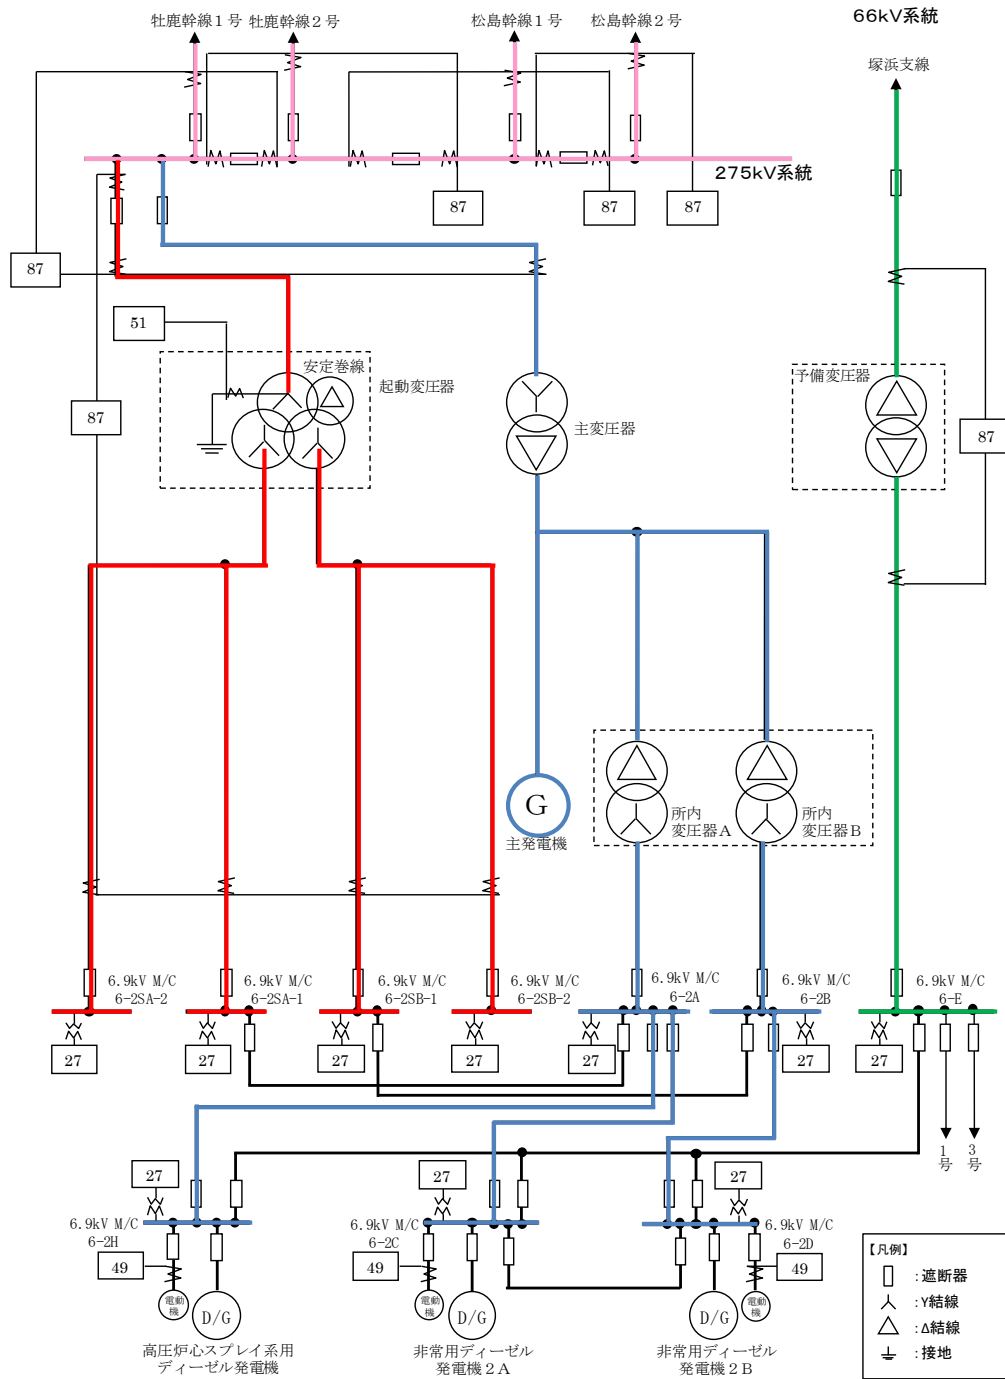 66kV系統
牡鹿幹線1号
牡鹿幹線2号
松島幹線1号
松島幹線2号
塚浜支線
275kV系統
87
87
87
87
51
安定巻線
起動変圧器
予備変圧器
87
主変圧器
87
G
主発電機
所内
変圧器A
所内
変圧器B
6.9kV M/C
6-2SA-2
6.9kV M/C
6-2SA-1
6.9kV M/C
6-2SB-1
6.9kV M/C
6-2SB-2
6.9kV M/C
6-2A
6.9kV M/C
6-2B
6.9kV M/C
6-E
27
27
27
27
27
27
27
1号
3号
27
27
27
6.9kV M/C
6-2H
6.9kV M/C
6-2C
6.9kV M/C
6-2D
49
49
49
電動機
D/G
電動機
D/G
D/G
電動機
高圧炉心スプレイ系用
ディーゼル発電機
非常用ディーゼル
発電機2A
非常用ディーゼル
発電機2B
【凡例】
:遮断器
:Y結線
:Δ結線
:接地